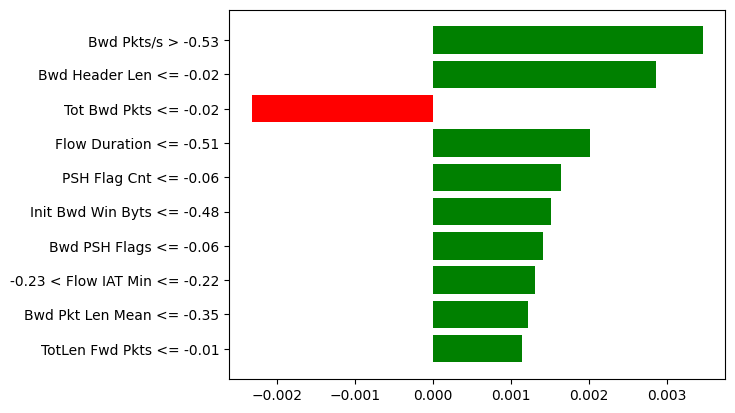 Bwd Pkts/s > -0.53
Bwd Header Len <= -0.02
Tot Bwd Pkts <= -0.02
Flow Duration <= -0.51
PSH Flag Cnt <= -0.06
Init Bwd Win Byts <= -0.48
Bwd PSH Flags <= -0.06
-0.23 < Flow IAT Min <= -0.22
Bwd Pkt Len Mean <= -0.35
TotLen Fwd Pkts <= -0.01
−0.002 −0.001 0.000 0.001 0.002 0.003